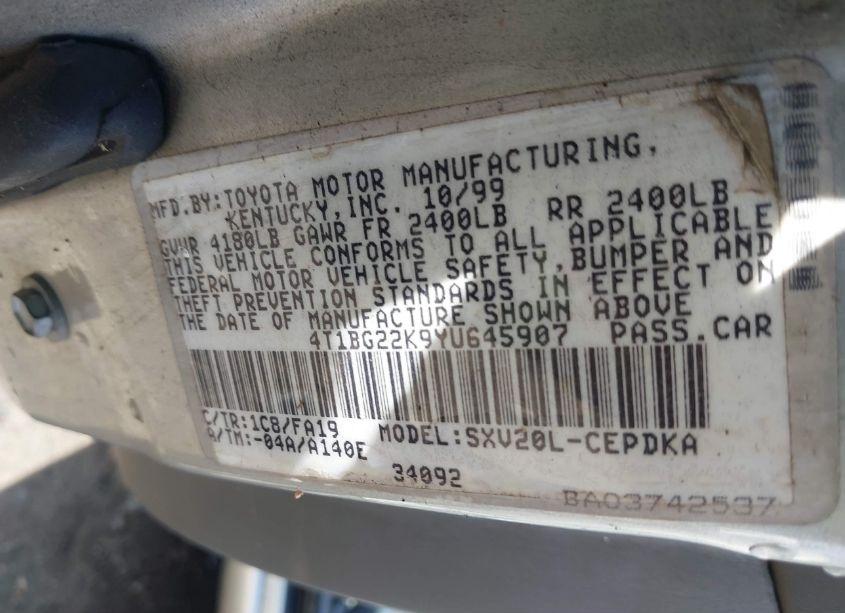 MFD.BY:TOYOTA MOTOR MANUFACTURING,
KENTUCKY,INC. 10/99
GVWR 4180LB GAWR FR 2400LB RR 2400LB
THIS VEHICLE CONFORMS TO ALL APPLICABLE
FEDERAL MOTOR VEHICLE SAFETY,BUMPER AND
THEFT PREVENTION STANDARDS IN EFFECT ON
THE DATE OF MANUFACTURE SHOWN ABOVE
4T1BG22K9YU645907 PASS.CAR
C/TR:1C8/FA19
A/TM:-04A/A140E MODEL:SXV20L-CEPDKA
34092
BA03742537